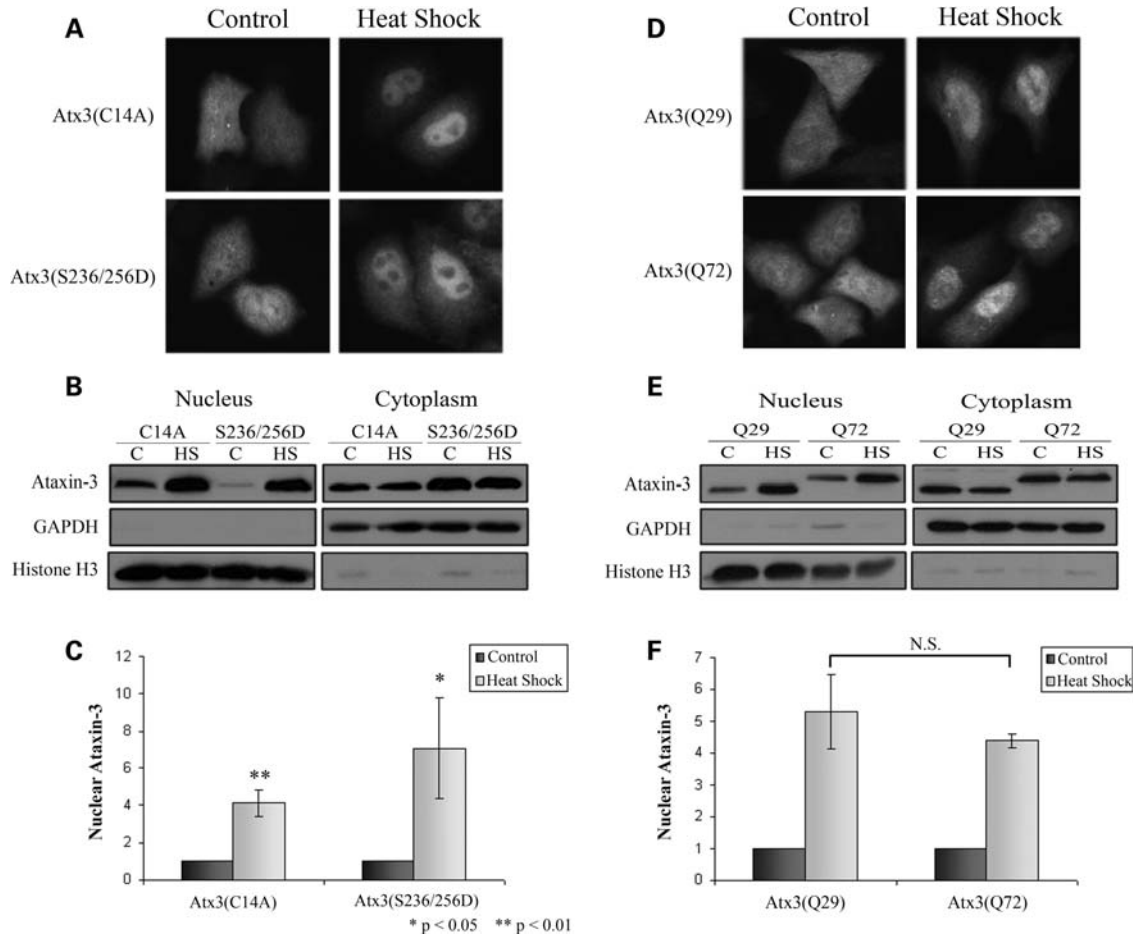 A
Control Heat Shock
Atx3(C14A)
Atx3(S236/256D)
B
Nucleus Cytoplasm
C14A S236/256D C14A S236/256D
C HS C HS C HS C HS
Ataxin-3
GAPDH
Histone H3
C
Nuclear Ataxin-3
12
10
8
6
4
2
0
Control
Heat Shock
**
*
Atx3(C14A) Atx3(S236/256D)
* p < 0.05 ** p < 0.01
D
Control Heat Shock
Atx3(Q29)
Atx3(Q72)
E
Nucleus Cytoplasm
Q29 Q72 Q29 Q72
C HS C HS C HS C HS
Ataxin-3
GAPDH
Histone H3
F
Nuclear Ataxin-3
7
6
5
4
3
2
1
0
N.S.
Control
Heat Shock
Atx3(Q29) Atx3(Q72)